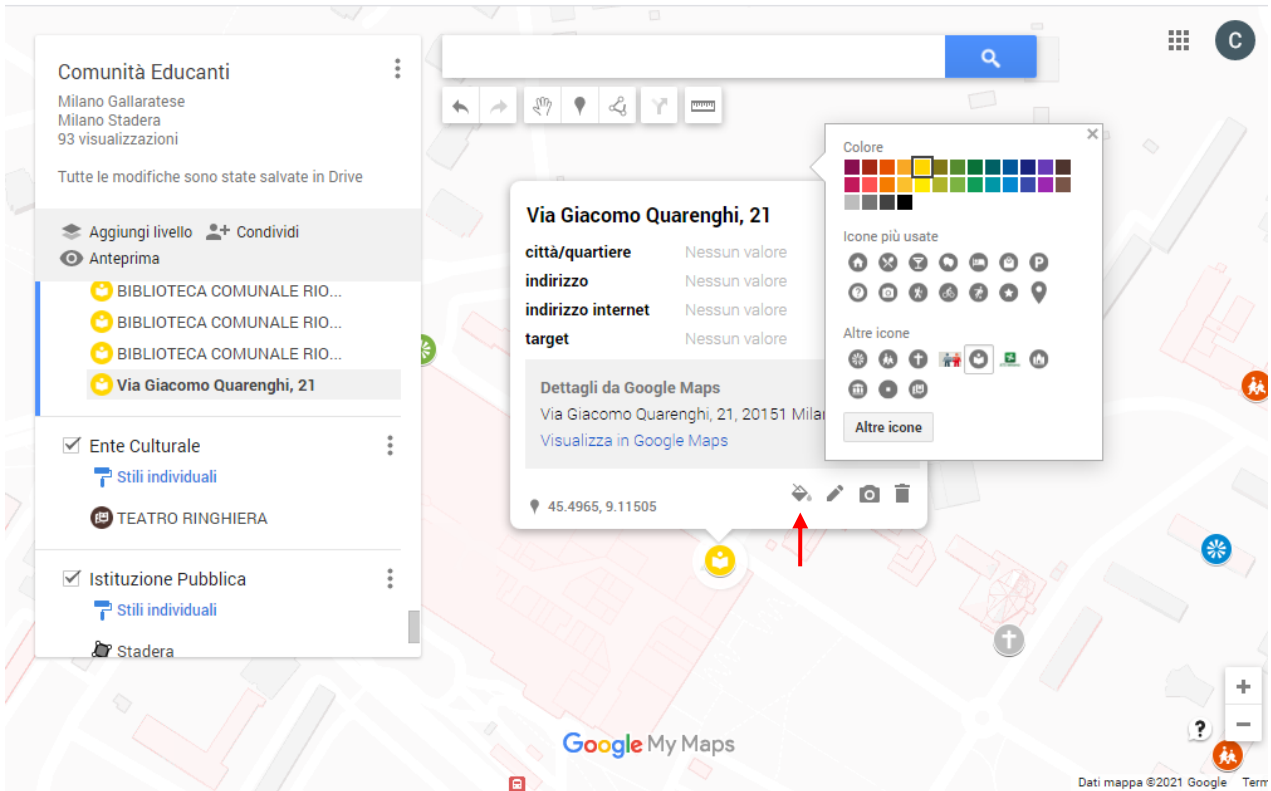 Comunità Educanti
Milano Gallaratese
Milano Stadera
93 visualizzazioni
Tutte le modifiche sono state salvate in Drive
Aggiungi livello Condividi
Anteprima
BIBLIOTECA COMUNALE RIO...
BIBLIOTECA COMUNALE RIO...
BIBLIOTECA COMUNALE RIO...
Via Giacomo Quarenghi, 21
Ente Culturale
Stili individuali
TEATRO RINGHIERA
Istituzione Pubblica
Stili individuali
Stadera
C
Via Giacomo Quarenghi, 21
città/quartiere Nessun valore
indirizzo Nessun valore
indirizzo internet Nessun valore
target Nessun valore
Dettagli da Google Maps
Via Giacomo Quarenghi, 21, 20151 Mila
Visualizza in Google Maps
45.4965, 9.11505
Colore
Icone più usate
P
?
Altre icone
Altre icone
+
?
−
Google My Maps
Dati mappa ©2021 Google Term